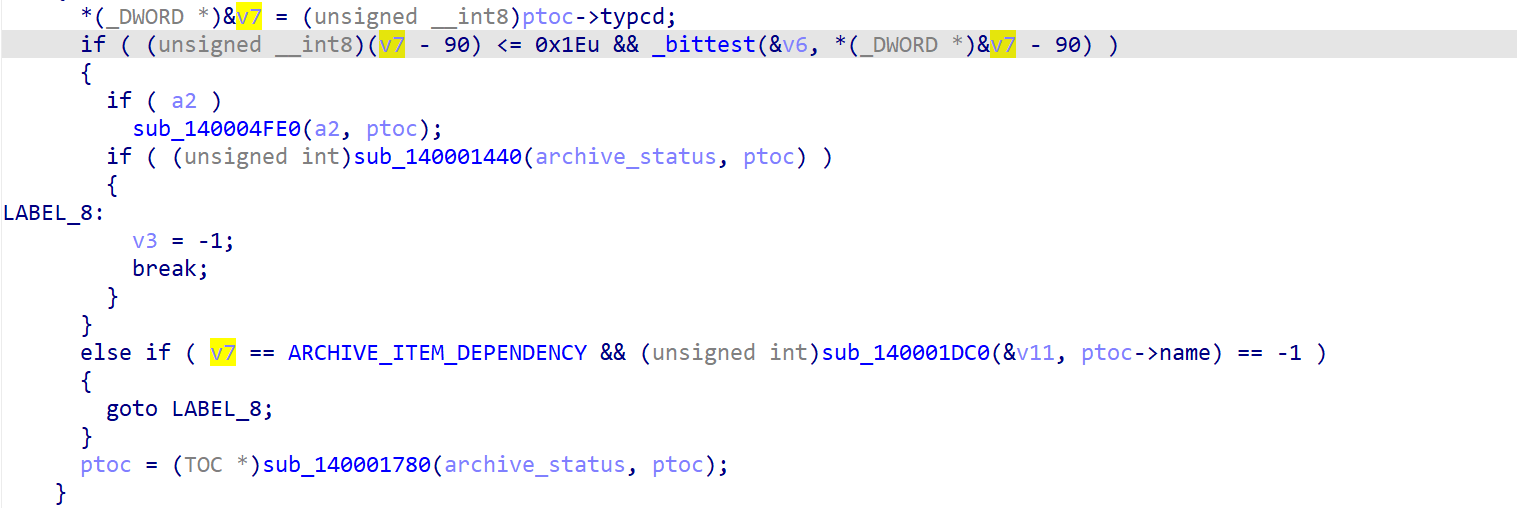 *(_DWORD *)&v7 = (unsigned __int8)ptoc->typcd;
if ( (unsigned __int8)(v7 - 90) <= 0x1Eu && _bittest(&v6, *(_DWORD *)&v7 - 90) )
{
if ( a2 )
sub_140004FE0(a2, ptoc);
if ( (unsigned int)sub_140001440(archive_status, ptoc) )
{
LABEL_8:
v3 = -1;
break;
}
}
else if ( v7 == ARCHIVE_ITEM_DEPENDENCY && (unsigned int)sub_140001DC0(&v11, ptoc->name) == -1 )
{
goto LABEL_8;
}
ptoc = (TOC *)sub_140001780(archive_status, ptoc);
}